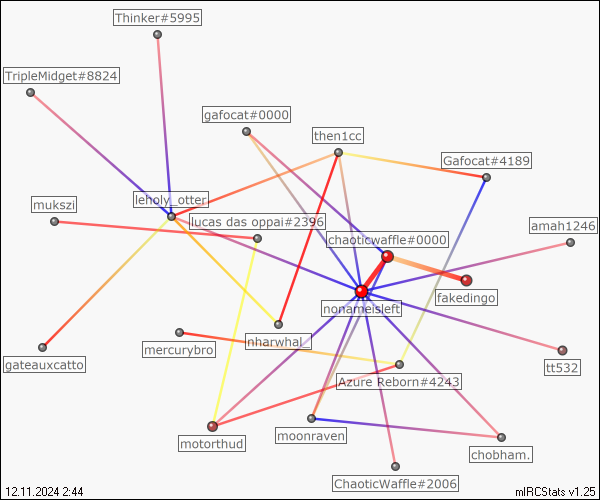 Thinker#5995
TripleMidget#8824
gafocat#0000
then1cc
Gafocat#4189
leholy_otter
mukszi
lucas das oppai#2396
amah1246
chaoticwaffle#0000
fakedingo
nonameisleft
nharwhal_
mercurybro
gateauxcatto
tt532
Azure Reborn#4243
motorthud
moonraven
chobham.
ChaoticWaffle#2006
12.11.2024 2:44
mIRCStats v1.25